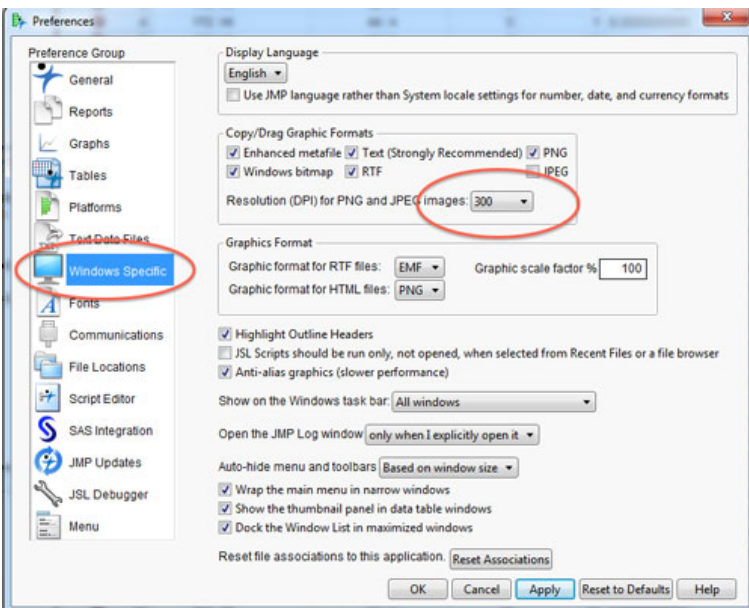 Preferences
Preference Group
General
Reports
Graphs
Tables
Platforms
Text Data Files
Windows Specific
Fonts
Communications
File Locations
Script Editor
SAS Integration
JMP Updates
JSL Debugger
Menu
Display Language
English
Use JMP language rather than System locale settings for number, date, and currency formats
Copy/Drag Graphic Formats
Enhanced metafile Text (Strongly Recommended) PNG
Windows bitmap RTF JPEG
Resolution (DPI) for PNG and JPEG images: 300
Graphics Format
Graphic format for RTF files: EMF Graphic scale factor % 100
Graphic format for HTML files: PNG
Highlight Outline Headers
JSL Scripts should be run only, not opened, when selected from Recent Files or a file browser
Anti-alias graphics (slower performance)
Show on the Windows task bar: All windows
Open the JMP Log window only when I explicitly open it
Auto-hide menu and toolbars Based on window size
Wrap the main menu in narrow windows
Show the thumbnail panel in data table windows
Dock the Window List in maximized windows
Reset file associations to this application. Reset Associations
OK Cancel Apply Reset to Defaults Help